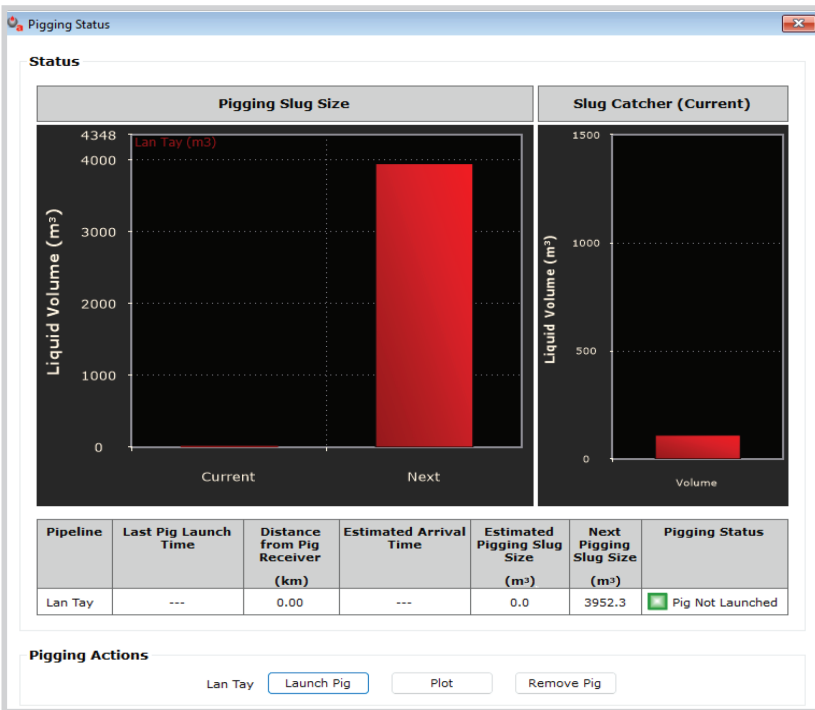 Pigging Status
Status
Pigging Slug Size
Slug Catcher (Current)
Lan Tay (m3)
4348
4000
3000
2000
1000
0
Liquid Volume (m³)
Current
Next
1500
1000
500
0
Liquid Volume (m³)
Volume
Pipeline
Last Pig Launch
Time
Distance
from Pig
Receiver
(km)
Estimated Arrival
Time
Estimated
Pigging Slug
Size
(m³)
Next
Pigging
Slug Size
(m³)
Pigging Status
Lan Tay
---
0.00
---
0.0
3952.3
Pig Not Launched
Pigging Actions
Lan Tay
Launch Pig
Plot
Remove Pig